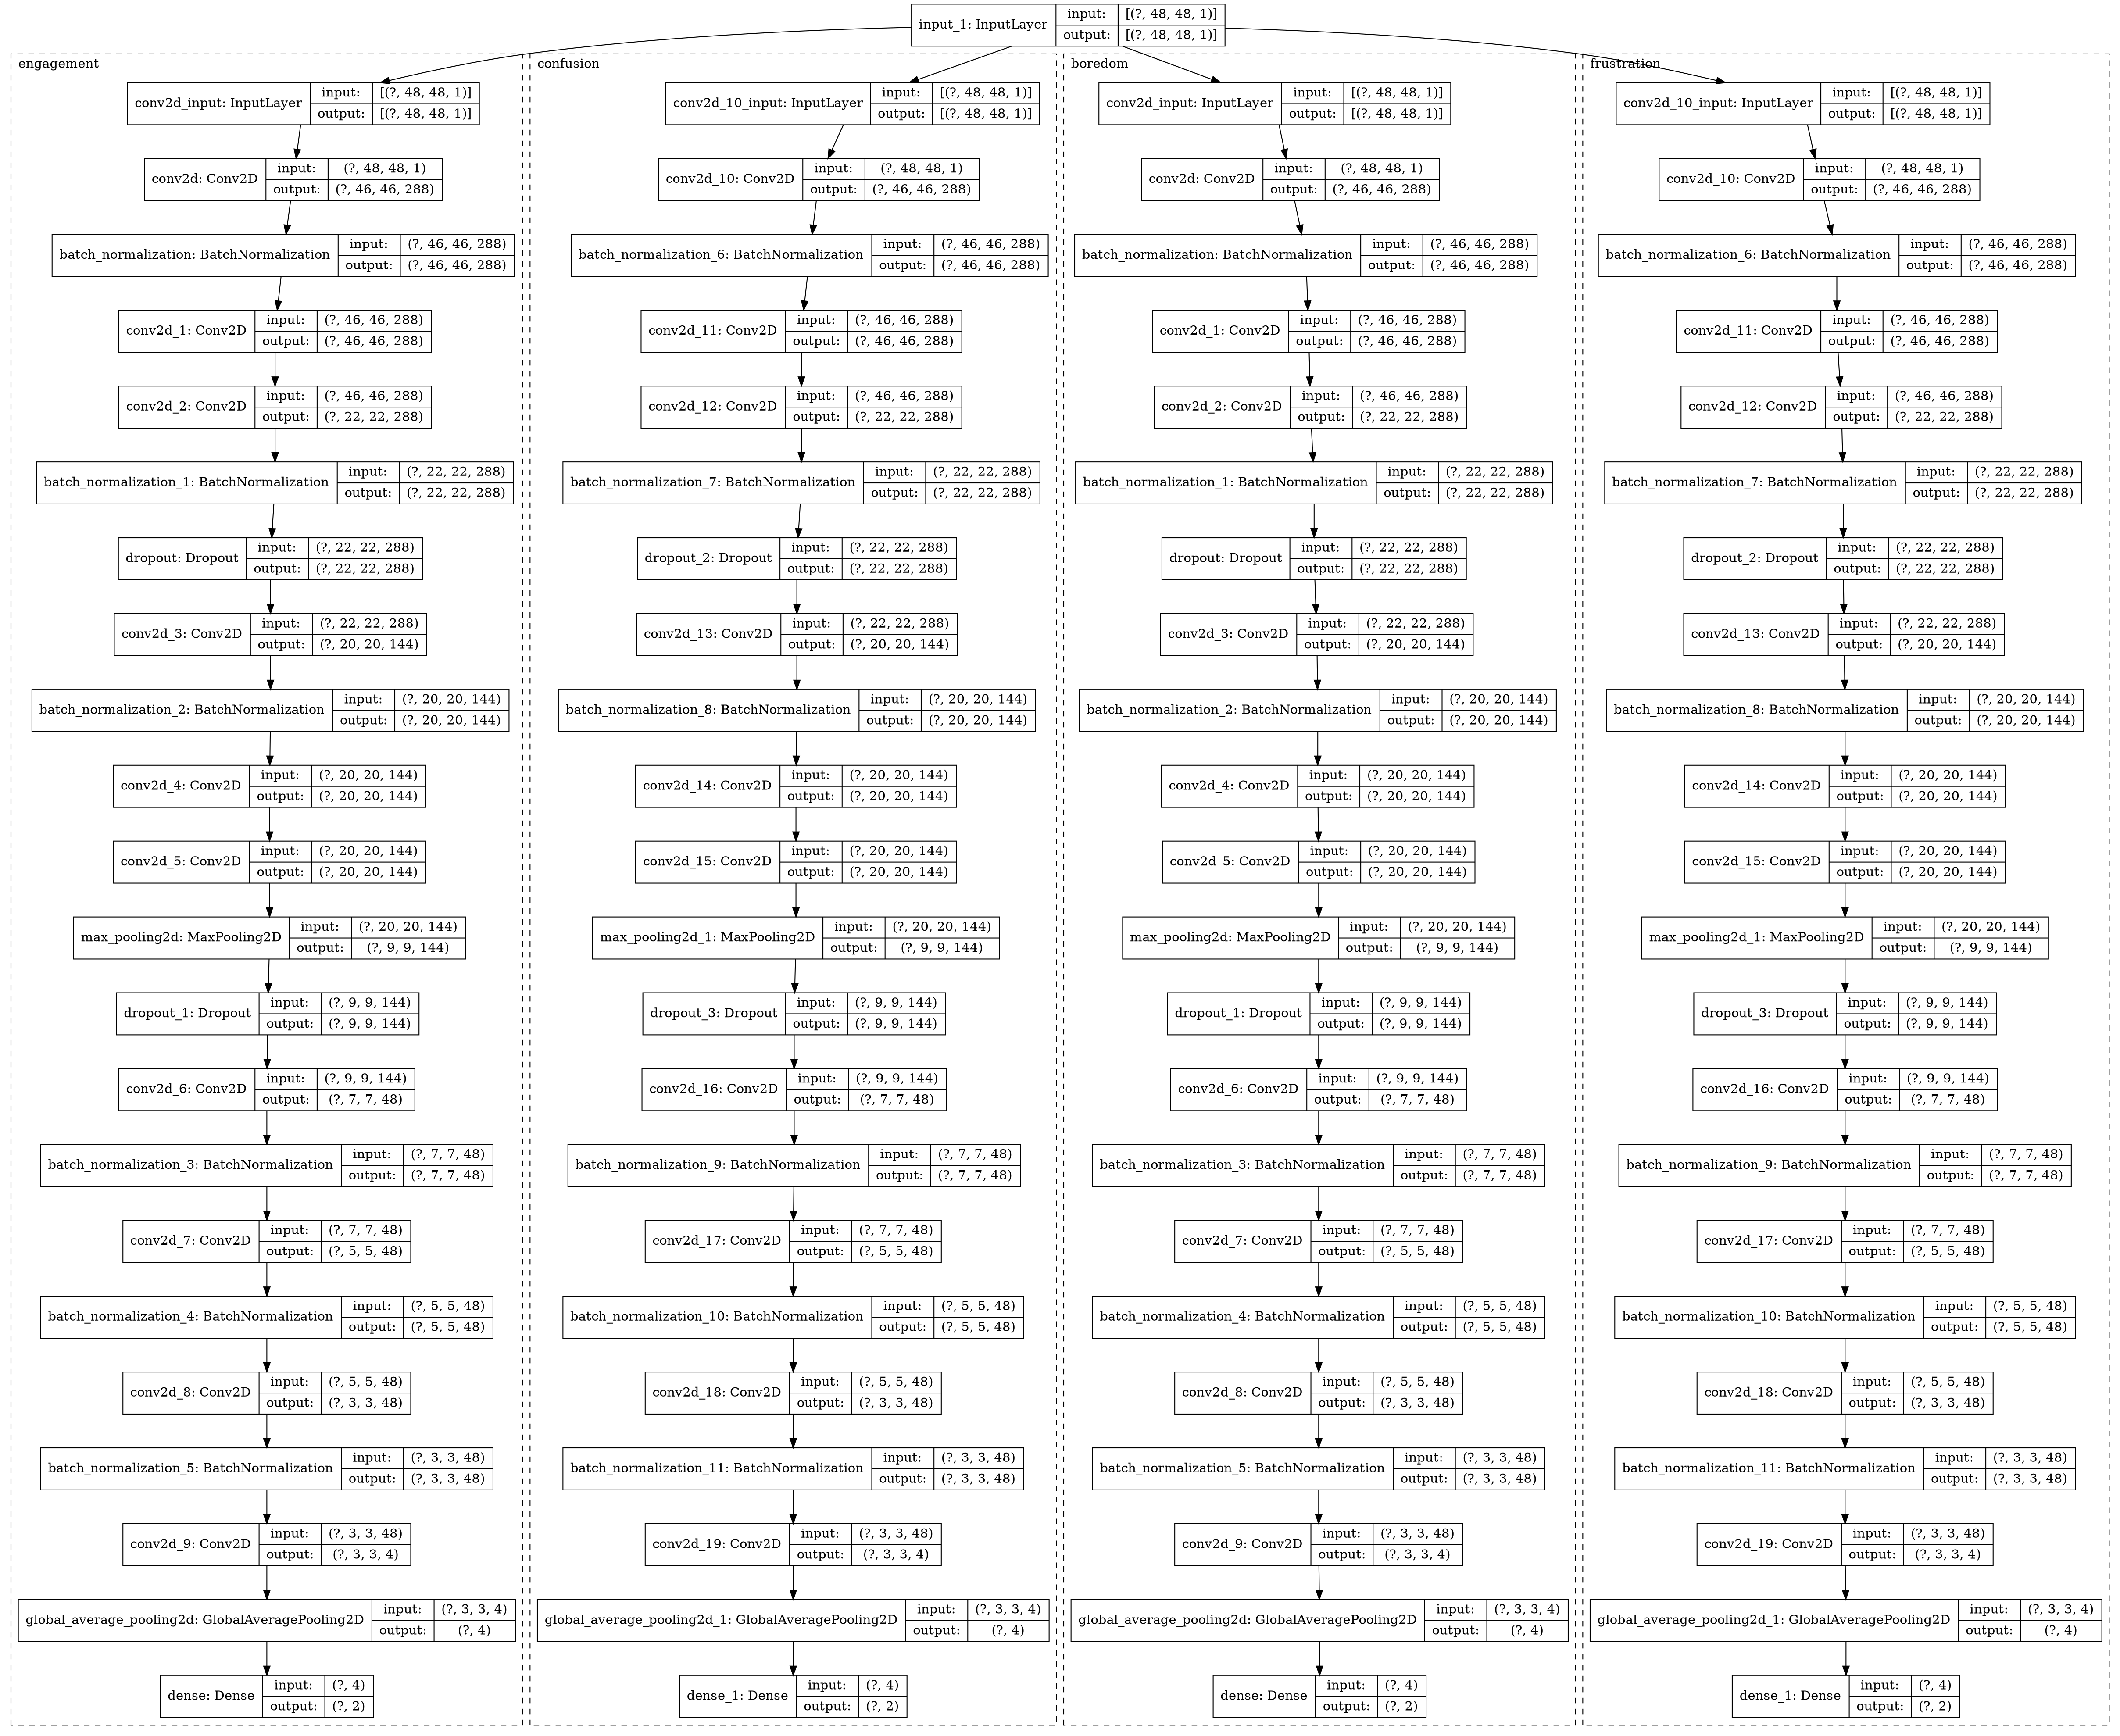 input_1: InputLayer
input: [(?, 48, 48, 1)]
output: [(?, 48, 48, 1)]
engagement
conv2d_input: InputLayer
input: [(?, 48, 48, 1)]
output: [(?, 48, 48, 1)]
conv2d: Conv2D
input: (?, 48, 48, 1)
output: (?, 46, 46, 288)
batch_normalization: BatchNormalization
input: (?, 46, 46, 288)
output: (?, 46, 46, 288)
conv2d_1: Conv2D
input: (?, 46, 46, 288)
output: (?, 46, 46, 288)
conv2d_2: Conv2D
input: (?, 46, 46, 288)
output: (?, 22, 22, 288)
batch_normalization_1: BatchNormalization
input: (?, 22, 22, 288)
output: (?, 22, 22, 288)
dropout: Dropout
input: (?, 22, 22, 288)
output: (?, 22, 22, 288)
conv2d_3: Conv2D
input: (?, 22, 22, 288)
output: (?, 20, 20, 144)
batch_normalization_2: BatchNormalization
input: (?, 20, 20, 144)
output: (?, 20, 20, 144)
conv2d_4: Conv2D
input: (?, 20, 20, 144)
output: (?, 20, 20, 144)
conv2d_5: Conv2D
input: (?, 20, 20, 144)
output: (?, 20, 20, 144)
max_pooling2d: MaxPooling2D
input: (?, 20, 20, 144)
output: (?, 9, 9, 144)
dropout_1: Dropout
input: (?, 9, 9, 144)
output: (?, 9, 9, 144)
conv2d_6: Conv2D
input: (?, 9, 9, 144)
output: (?, 7, 7, 48)
batch_normalization_3: BatchNormalization
input: (?, 7, 7, 48)
output: (?, 7, 7, 48)
conv2d_7: Conv2D
input: (?, 7, 7, 48)
output: (?, 5, 5, 48)
batch_normalization_4: BatchNormalization
input: (?, 5, 5, 48)
output: (?, 5, 5, 48)
conv2d_8: Conv2D
input: (?, 5, 5, 48)
output: (?, 3, 3, 48)
batch_normalization_5: BatchNormalization
input: (?, 3, 3, 48)
output: (?, 3, 3, 48)
conv2d_9: Conv2D
input: (?, 3, 3, 48)
output: (?, 3, 3, 4)
global_average_pooling2d: GlobalAveragePooling2D
input: (?, 3, 3, 4)
output: (?, 4)
dense: Dense
input: (?, 4)
output: (?, 2)
confusion
conv2d_10_input: InputLayer
input: [(?, 48, 48, 1)]
output: [(?, 48, 48, 1)]
conv2d_10: Conv2D
input: (?, 48, 48, 1)
output: (?, 46, 46, 288)
batch_normalization_6: BatchNormalization
input: (?, 46, 46, 288)
output: (?, 46, 46, 288)
conv2d_11: Conv2D
input: (?, 46, 46, 288)
output: (?, 46, 46, 288)
conv2d_12: Conv2D
input: (?, 46, 46, 288)
output: (?, 22, 22, 288)
batch_normalization_7: BatchNormalization
input: (?, 22, 22, 288)
output: (?, 22, 22, 288)
dropout_2: Dropout
input: (?, 22, 22, 288)
output: (?, 22, 22, 288)
conv2d_13: Conv2D
input: (?, 22, 22, 288)
output: (?, 20, 20, 144)
batch_normalization_8: BatchNormalization
input: (?, 20, 20, 144)
output: (?, 20, 20, 144)
conv2d_14: Conv2D
input: (?, 20, 20, 144)
output: (?, 20, 20, 144)
conv2d_15: Conv2D
input: (?, 20, 20, 144)
output: (?, 20, 20, 144)
max_pooling2d_1: MaxPooling2D
input: (?, 20, 20, 144)
output: (?, 9, 9, 144)
dropout_3: Dropout
input: (?, 9, 9, 144)
output: (?, 9, 9, 144)
conv2d_16: Conv2D
input: (?, 9, 9, 144)
output: (?, 7, 7, 48)
batch_normalization_9: BatchNormalization
input: (?, 7, 7, 48)
output: (?, 7, 7, 48)
conv2d_17: Conv2D
input: (?, 7, 7, 48)
output: (?, 5, 5, 48)
batch_normalization_10: BatchNormalization
input: (?, 5, 5, 48)
output: (?, 5, 5, 48)
conv2d_18: Conv2D
input: (?, 5, 5, 48)
output: (?, 3, 3, 48)
batch_normalization_11: BatchNormalization
input: (?, 3, 3, 48)
output: (?, 3, 3, 48)
conv2d_19: Conv2D
input: (?, 3, 3, 48)
output: (?, 3, 3, 4)
global_average_pooling2d_1: GlobalAveragePooling2D
input: (?, 3, 3, 4)
output: (?, 4)
dense_1: Dense
input: (?, 4)
output: (?, 2)
boredom
conv2d_input: InputLayer
input: [(?, 48, 48, 1)]
output: [(?, 48, 48, 1)]
conv2d: Conv2D
input: (?, 48, 48, 1)
output: (?, 46, 46, 288)
batch_normalization: BatchNormalization
input: (?, 46, 46, 288)
output: (?, 46, 46, 288)
conv2d_1: Conv2D
input: (?, 46, 46, 288)
output: (?, 46, 46, 288)
conv2d_2: Conv2D
input: (?, 46, 46, 288)
output: (?, 22, 22, 288)
batch_normalization_1: BatchNormalization
input: (?, 22, 22, 288)
output: (?, 22, 22, 288)
dropout: Dropout
input: (?, 22, 22, 288)
output: (?, 22, 22, 288)
conv2d_3: Conv2D
input: (?, 22, 22, 288)
output: (?, 20, 20, 144)
batch_normalization_2: BatchNormalization
input: (?, 20, 20, 144)
output: (?, 20, 20, 144)
conv2d_4: Conv2D
input: (?, 20, 20, 144)
output: (?, 20, 20, 144)
conv2d_5: Conv2D
input: (?, 20, 20, 144)
output: (?, 20, 20, 144)
max_pooling2d: MaxPooling2D
input: (?, 20, 20, 144)
output: (?, 9, 9, 144)
dropout_1: Dropout
input: (?, 9, 9, 144)
output: (?, 9, 9, 144)
conv2d_6: Conv2D
input: (?, 9, 9, 144)
output: (?, 7, 7, 48)
batch_normalization_3: BatchNormalization
input: (?, 7, 7, 48)
output: (?, 7, 7, 48)
conv2d_7: Conv2D
input: (?, 7, 7, 48)
output: (?, 5, 5, 48)
batch_normalization_4: BatchNormalization
input: (?, 5, 5, 48)
output: (?, 5, 5, 48)
conv2d_8: Conv2D
input: (?, 5, 5, 48)
output: (?, 3, 3, 48)
batch_normalization_5: BatchNormalization
input: (?, 3, 3, 48)
output: (?, 3, 3, 48)
conv2d_9: Conv2D
input: (?, 3, 3, 48)
output: (?, 3, 3, 4)
global_average_pooling2d: GlobalAveragePooling2D
input: (?, 3, 3, 4)
output: (?, 4)
dense: Dense
input: (?, 4)
output: (?, 2)
frustration
conv2d_10_input: InputLayer
input: [(?, 48, 48, 1)]
output: [(?, 48, 48, 1)]
conv2d_10: Conv2D
input: (?, 48, 48, 1)
output: (?, 46, 46, 288)
batch_normalization_6: BatchNormalization
input: (?, 46, 46, 288)
output: (?, 46, 46, 288)
conv2d_11: Conv2D
input: (?, 46, 46, 288)
output: (?, 46, 46, 288)
conv2d_12: Conv2D
input: (?, 46, 46, 288)
output: (?, 22, 22, 288)
batch_normalization_7: BatchNormalization
input: (?, 22, 22, 288)
output: (?, 22, 22, 288)
dropout_2: Dropout
input: (?, 22, 22, 288)
output: (?, 22, 22, 288)
conv2d_13: Conv2D
input: (?, 22, 22, 288)
output: (?, 20, 20, 144)
batch_normalization_8: BatchNormalization
input: (?, 20, 20, 144)
output: (?, 20, 20, 144)
conv2d_14: Conv2D
input: (?, 20, 20, 144)
output: (?, 20, 20, 144)
conv2d_15: Conv2D
input: (?, 20, 20, 144)
output: (?, 20, 20, 144)
max_pooling2d_1: MaxPooling2D
input: (?, 20, 20, 144)
output: (?, 9, 9, 144)
dropout_3: Dropout
input: (?, 9, 9, 144)
output: (?, 9, 9, 144)
conv2d_16: Conv2D
input: (?, 9, 9, 144)
output: (?, 7, 7, 48)
batch_normalization_9: BatchNormalization
input: (?, 7, 7, 48)
output: (?, 7, 7, 48)
conv2d_17: Conv2D
input: (?, 7, 7, 48)
output: (?, 5, 5, 48)
batch_normalization_10: BatchNormalization
input: (?, 5, 5, 48)
output: (?, 5, 5, 48)
conv2d_18: Conv2D
input: (?, 5, 5, 48)
output: (?, 3, 3, 48)
batch_normalization_11: BatchNormalization
input: (?, 3, 3, 48)
output: (?, 3, 3, 48)
conv2d_19: Conv2D
input: (?, 3, 3, 48)
output: (?, 3, 3, 4)
global_average_pooling2d_1: GlobalAveragePooling2D
input: (?, 3, 3, 4)
output: (?, 4)
dense_1: Dense
input: (?, 4)
output: (?, 2)